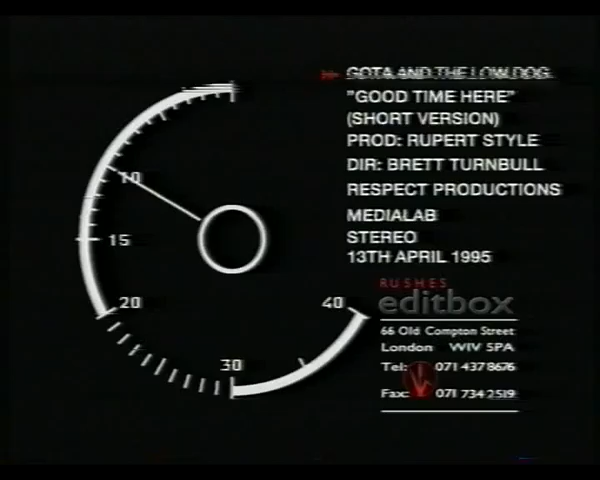 GOTA AND THE LOW DOG
"GOOD TIME HERE"
(SHORT VERSION)
PROD: RUPERT STYLE
DIR: BRETT TURNBULL
RESPECT PRODUCTIONS
MEDIALAB
STEREO
13TH APRIL 1995
10
15
20
30
40
RUSHES
editbox
66 Old Compton Street
London W1V 5PA
Tel: 071 437 8676
Fax: 071 734 2519